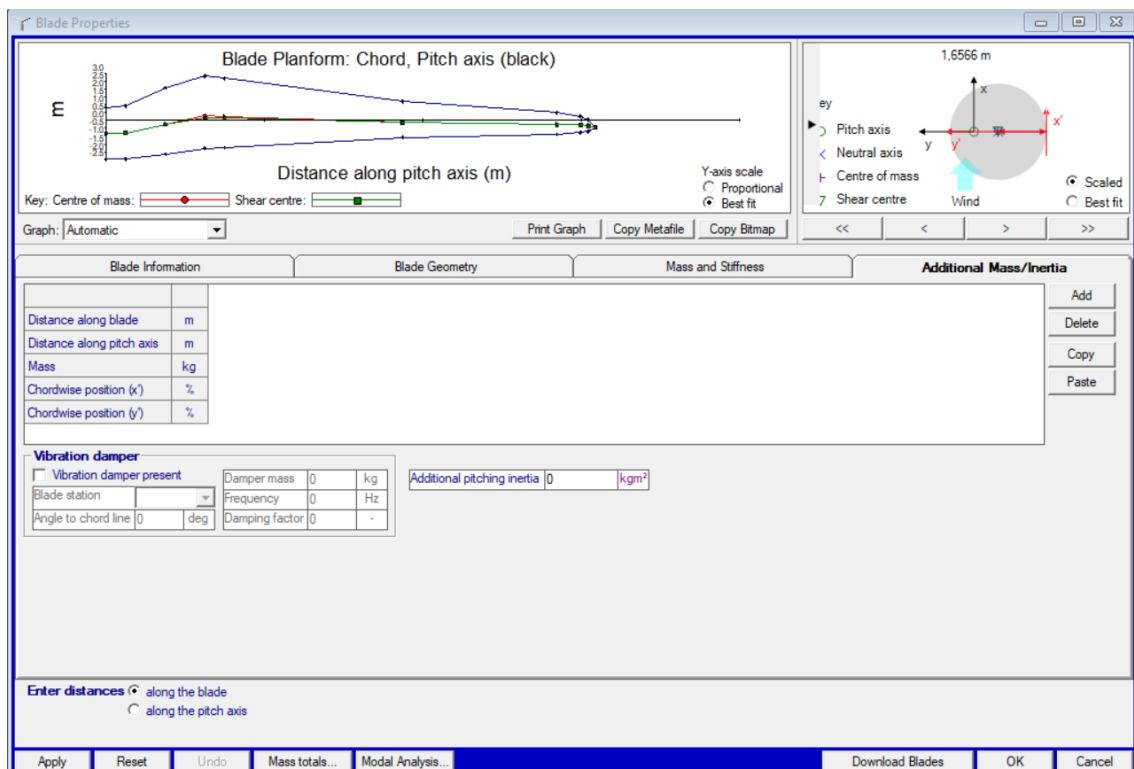 Blade Properties
Blade Planform: Chord, Pitch axis (black)
3.0
2.5
2.0
1.5
1.0
0.5
0.0
-0.5
-1.0
-1.5
-2.0
-2.5
m
Distance along pitch axis (m)
Key: Centre of mass: Shear centre:
Y-axis scale
Proportional
Best fit
1,6566 m
x
x'
y
y'
ey
Pitch axis
Neutral axis
Centre of mass
Shear centre
Wind
Scaled
Best fit
Graph: Automatic Print Graph Copy Metafile Copy Bitmap << < > >>
Blade Information Blade Geometry Mass and Stiffness Additional Mass/Inertia
Distance along blade m
Distance along pitch axis m
Mass kg
Chordwise position (x') %
Chordwise position (y') %
Add
Delete
Copy
Paste
Vibration damper
Vibration damper present
Blade station
Angle to chord line 0 deg
Damper mass 0 kg
Frequency 0 Hz
Damping factor 0 -
Additional pitching inertia 0 kgm²
Enter distances along the blade
along the pitch axis
Apply Reset Undo Mass totals... Modal Analysis... Download Blades OK Cancel